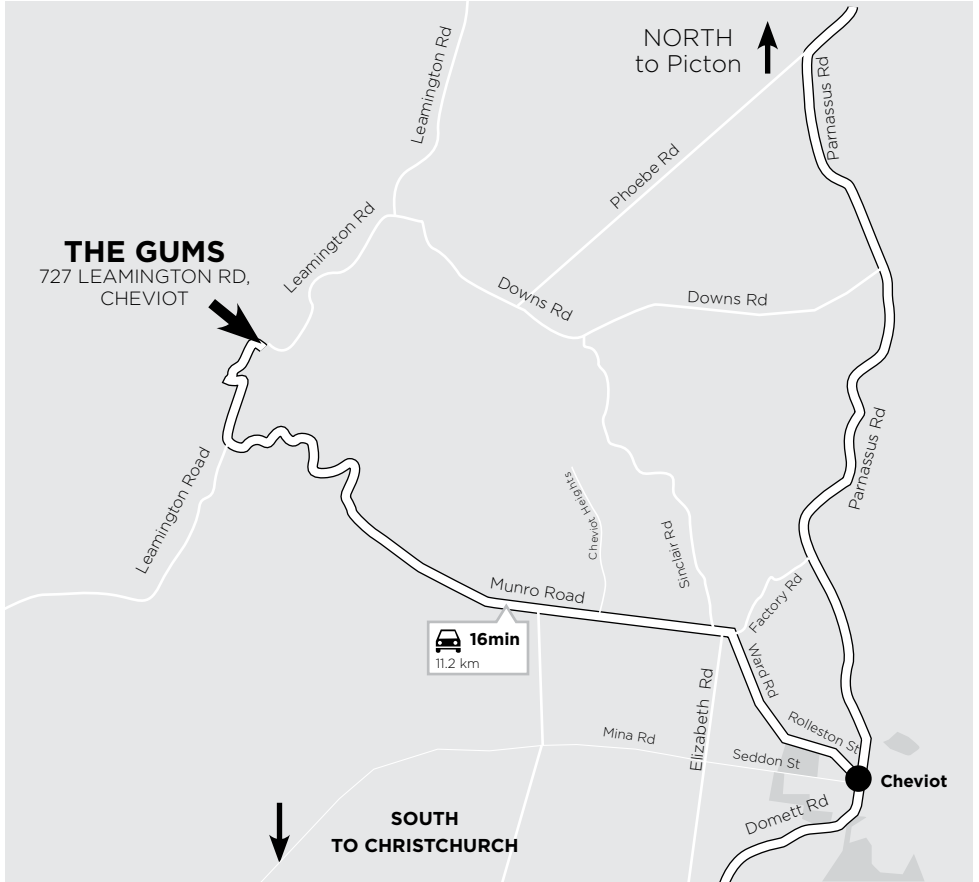 Leamington Rd
NORTH
to Picton
Parnassus Rd
Phoebe Rd
Leamington Rd
THE GUMS
727 LEAMINGTON RD,
CHEVIOT
Downs Rd
Downs Rd
Parnassus Rd
Leamington Road
Cheviot Heights
Sinclair Rd
Munro Road
Factory Rd
16min
11.2 km
Ward Rd
Elizabeth Rd
Rolleston St
Mina Rd
Seddon St
Cheviot
Domett Rd
SOUTH
TO CHRISTCHURCH